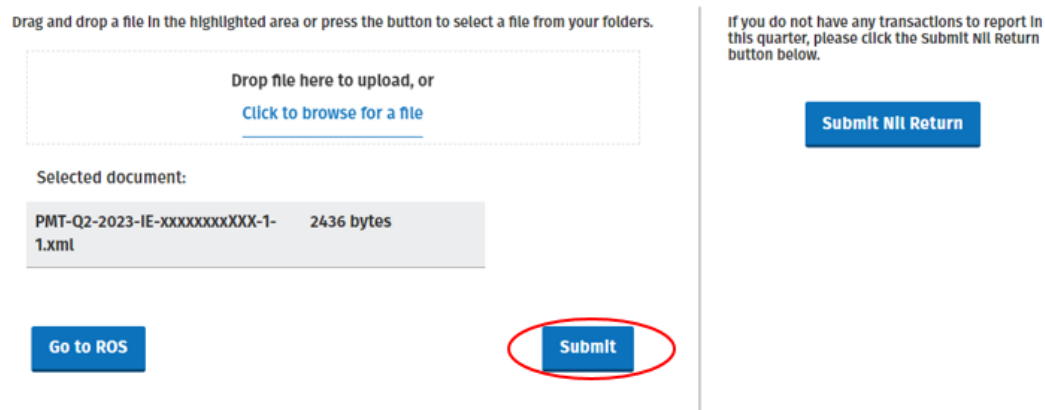 Drag and drop a file in the highlighted area or press the button to select a file from your folders.
Drop file here to upload, or
Click to browse for a file
Selected document:
PMT-Q2-2023-IE-xxxxxxxxXXX-1-
1.xml
2436 bytes
Go to ROS
Submit
If you do not have any transactions to report in
this quarter, please click the Submit Nil Return
button below.
Submit Nil Return